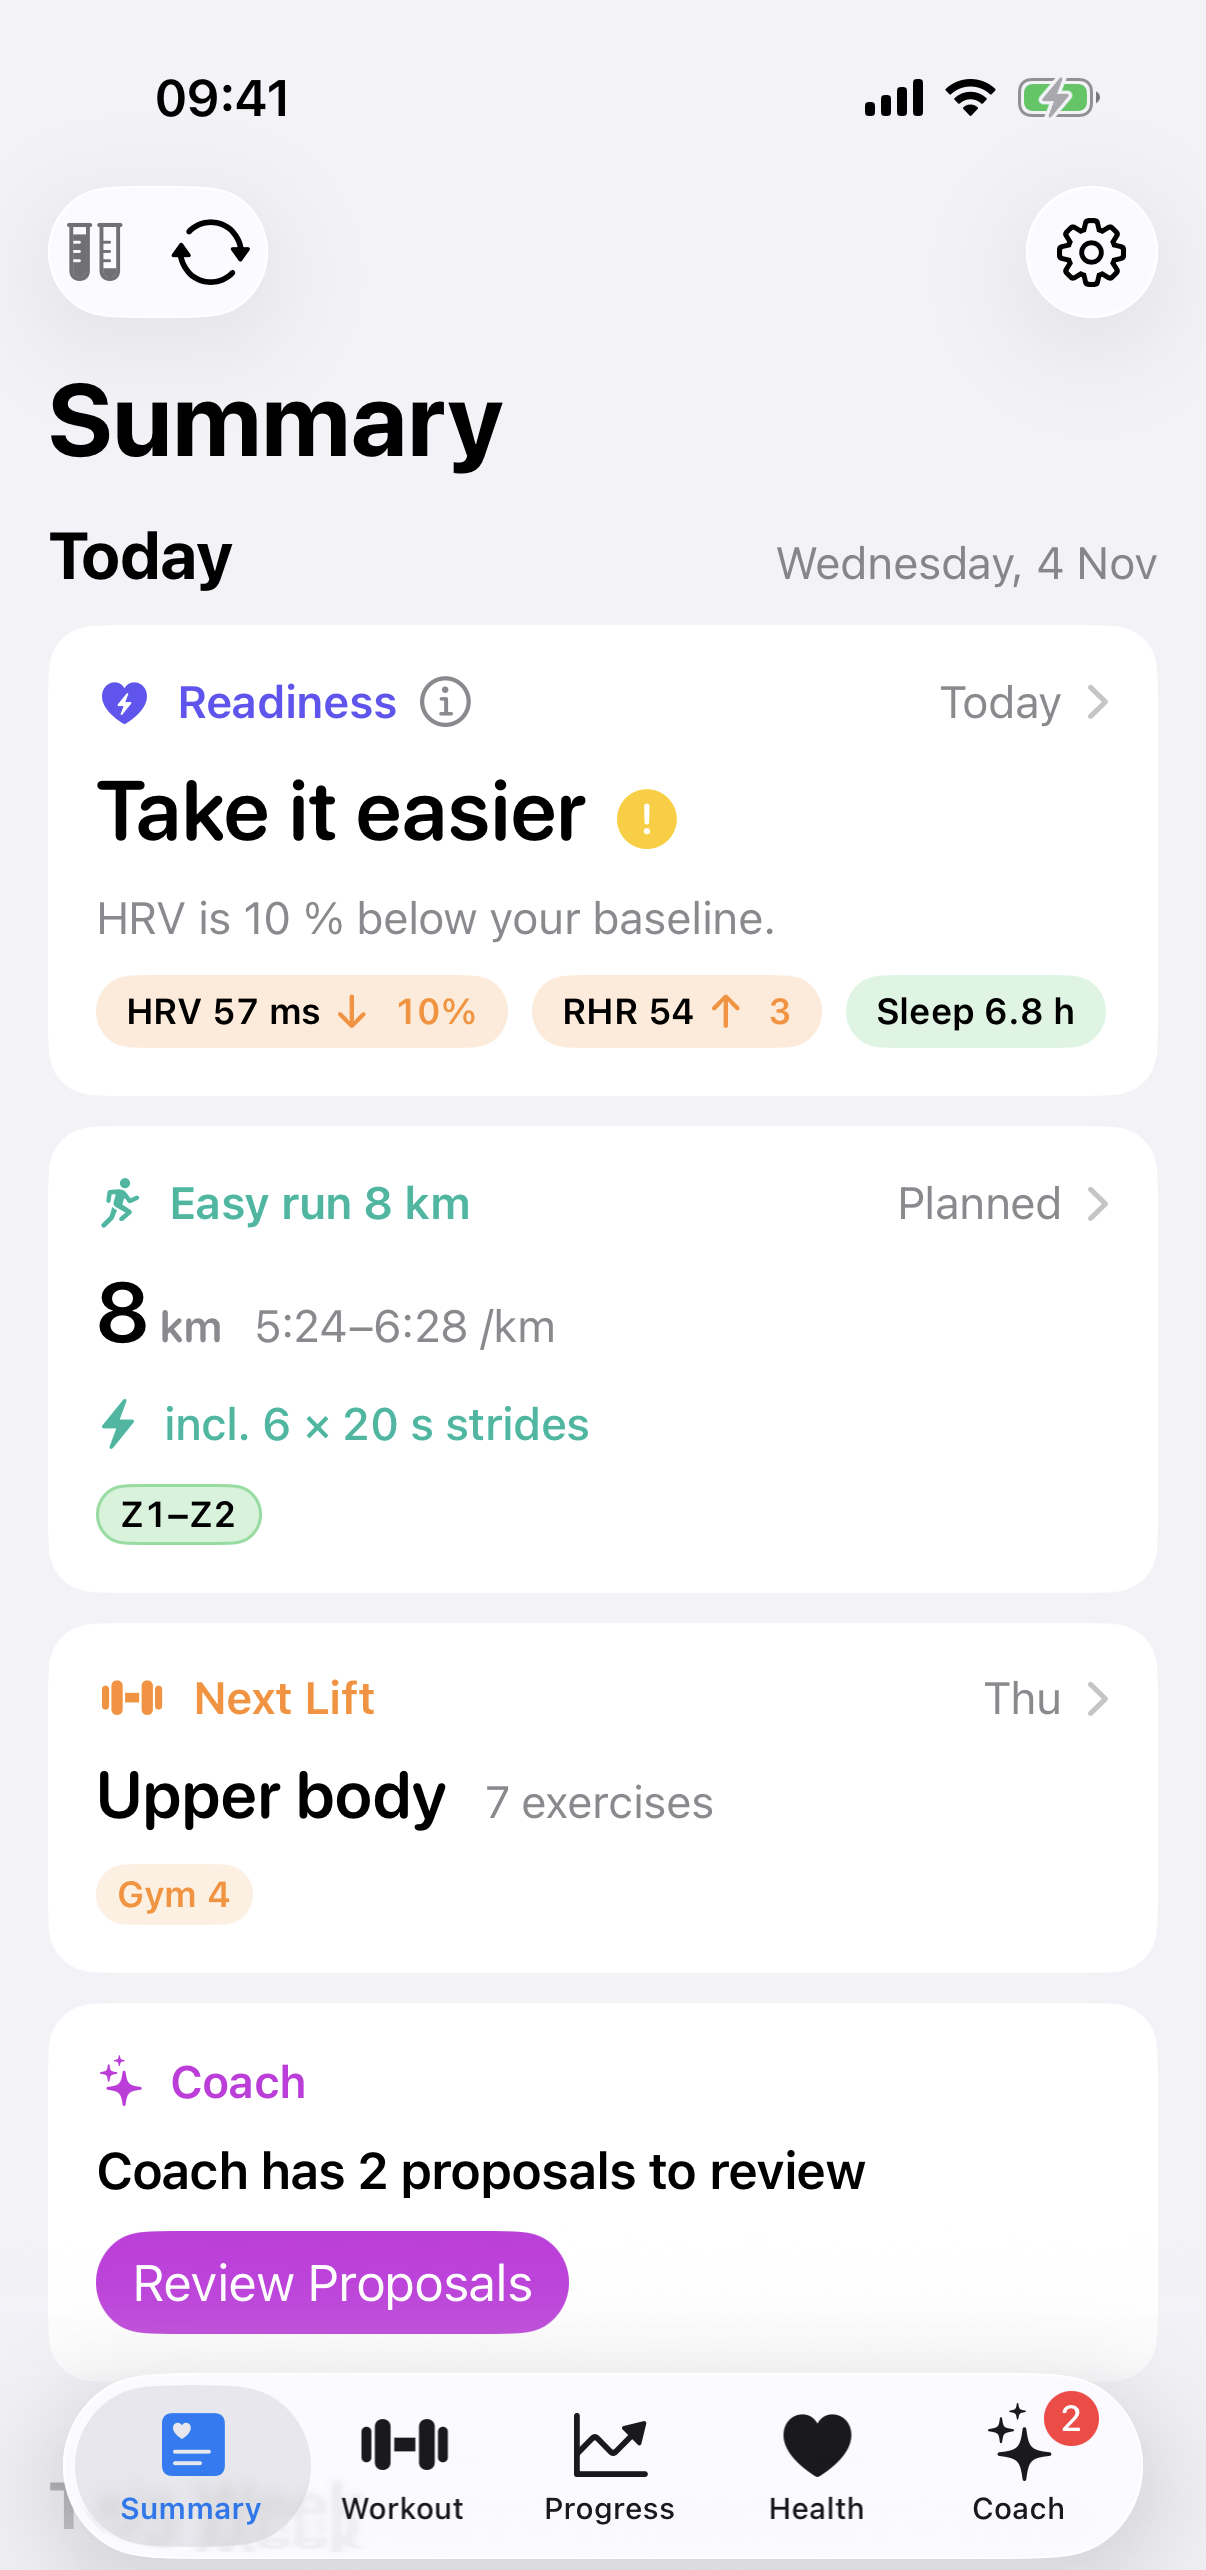 09:41
Summary
Today
Wednesday, 4 Nov
Readiness
Today
Take it easier
HRV is 10 % below your baseline.
HRV 57 ms ↓ 10%
RHR 54 ↑ 3
Sleep 6.8 h
Easy run 8 km
Planned
8 km 5:24–6:28 /km
incl. 6 × 20 s strides
Z1–Z2
Next Lift
Thu
Upper body 7 exercises
Gym 4
Coach
Coach has 2 proposals to review
Review Proposals
2
Summary
Workout
Progress
Health
Coach